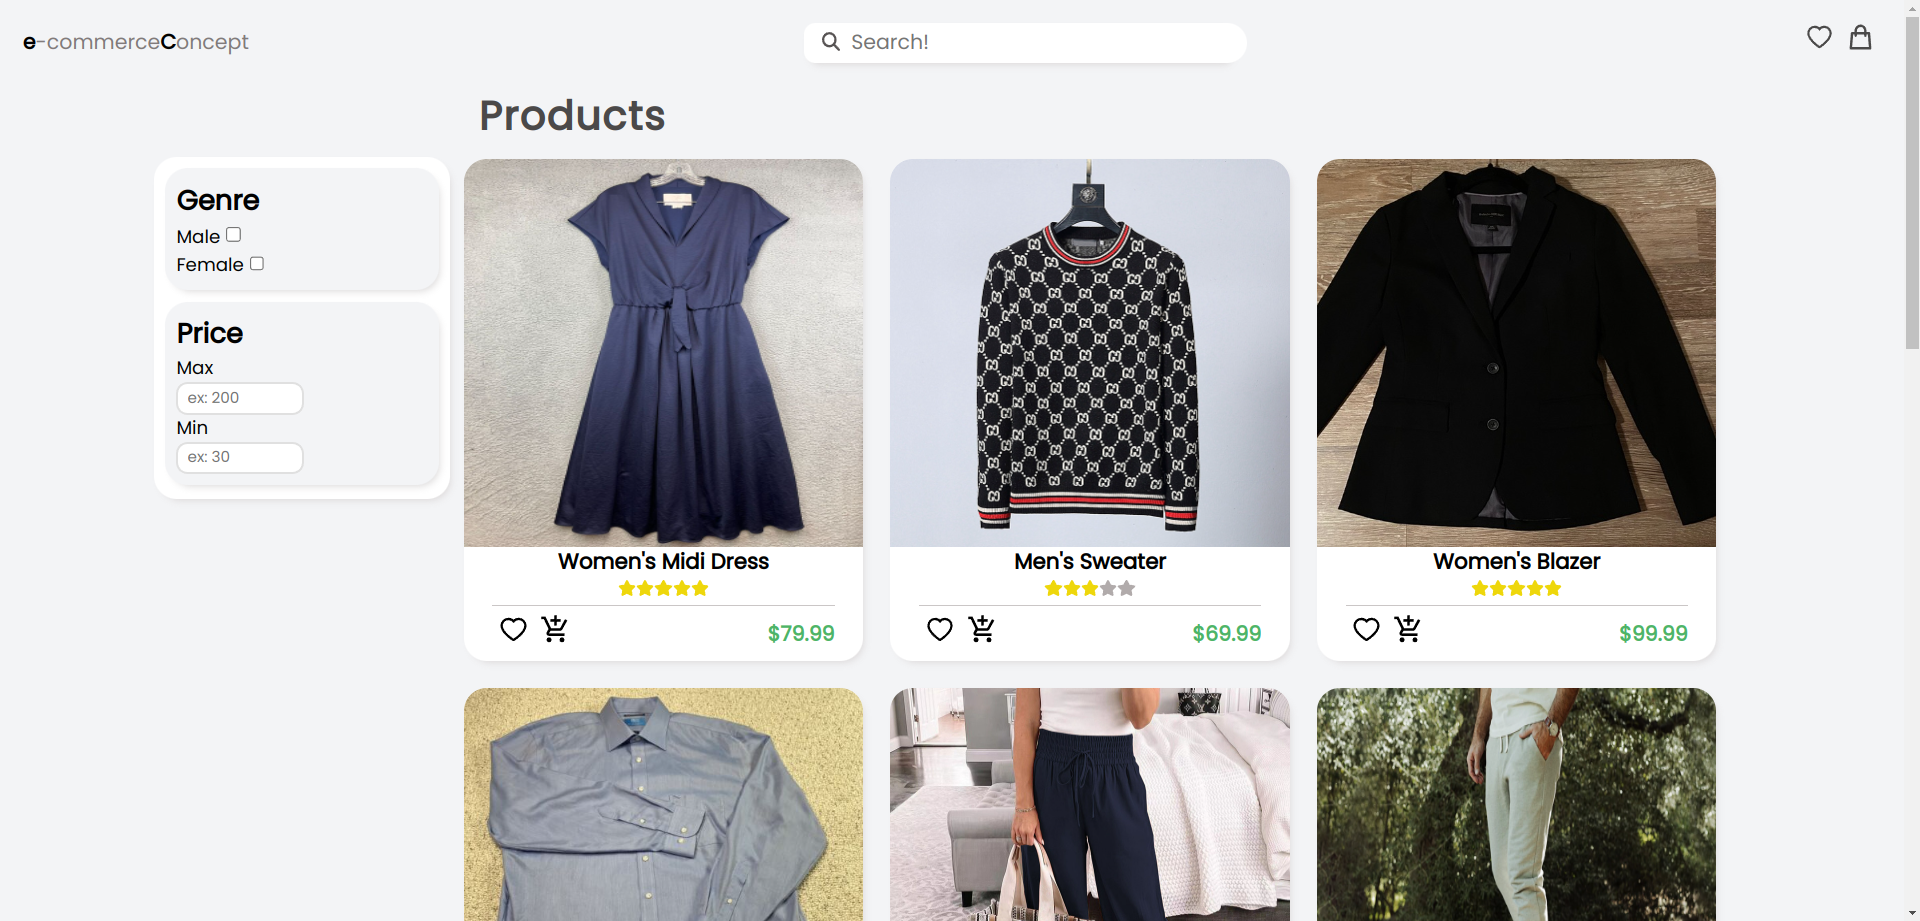 e-commerceConcept
Search!
Products
Genre
Male
Female
Price
Max
ex: 200
Min
ex: 30
Women's Midi Dress
$79.99
Men's Sweater
$69.99
Women's Blazer
$99.99